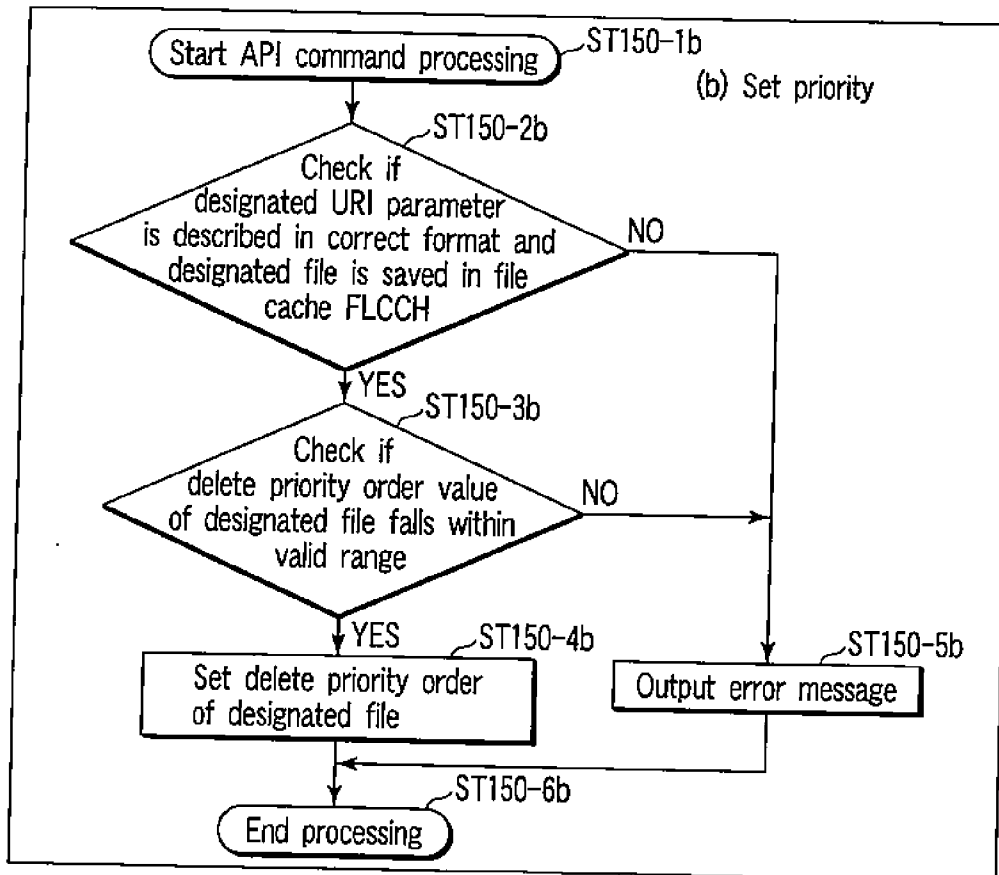 Start API command processing
ST150-1b
(b) Set priority
ST150-2b
Check if
designated URI parameter
is described in correct format and
designated file is saved in file
cache FLCCH
NO
YES
ST150-3b
Check if
delete priority order value
of designated file falls within
valid range
NO
YES
ST150-4b
Set delete priority order
of designated file
ST150-5b
Output error message
ST150-6b
End processing